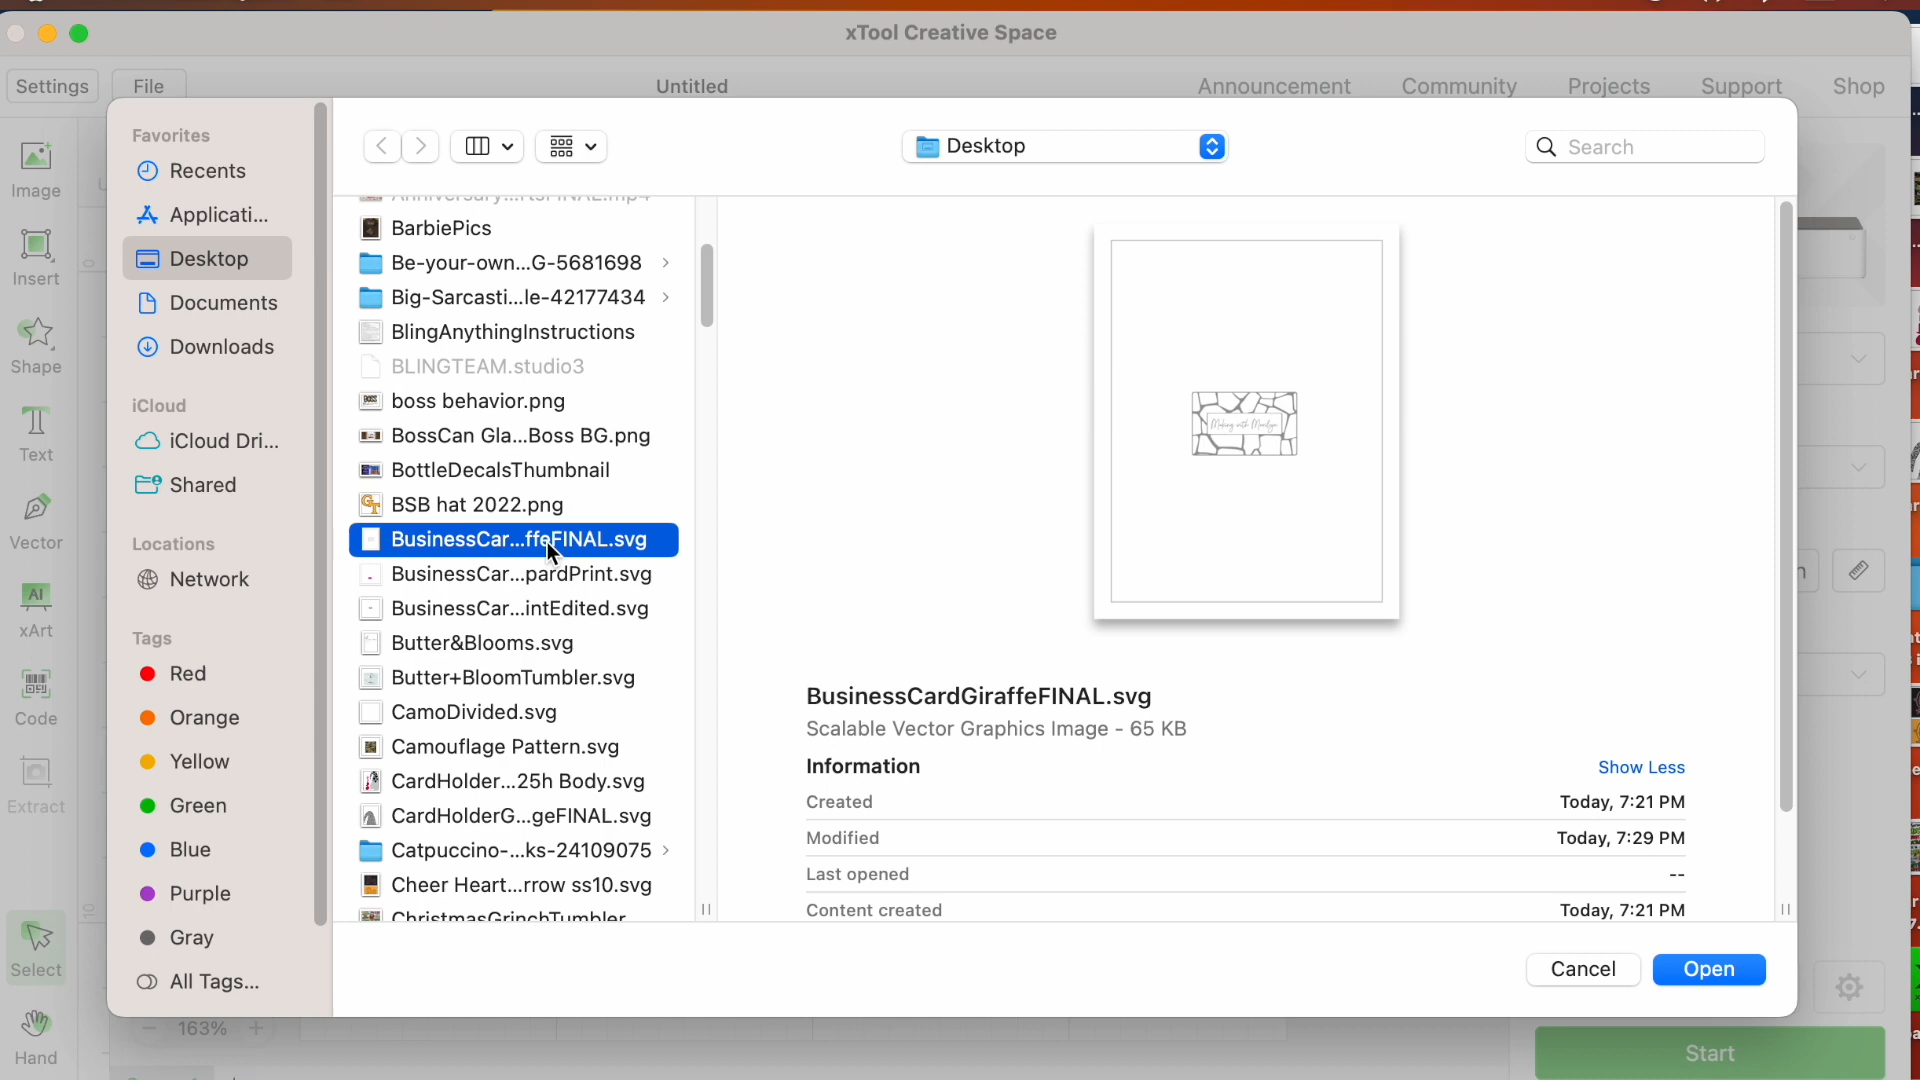 xTool Creative Space
Settings
File
Untitled
Announcement
Community
Projects
Support
Shop
Image
Insert
Shape
Text
Vector
AI
xArt
Code
Extract
Select
Hand
Favorites
Recents
Applicati...
Desktop
Documents
Downloads
iCloud
iCloud Dri...
Shared
Locations
Network
Tags
Red
Orange
Yellow
Green
Blue
Purple
Gray
All Tags...
Desktop
Search
BarbiePics
Be-your-own...G-5681698
Big-Sarcasti...le-42177434
BlingAnythingInstructions
BLINGTEAM.studio3
boss behavior.png
BossCan Gla...Boss BG.png
BottleDecalsThumbnail
BSB hat 2022.png
BusinessCar...ffeFINAL.svg
BusinessCar...pardPrint.svg
BusinessCar...intEdited.svg
Butter&Blooms.svg
Butter+BloomTumbler.svg
CamoDivided.svg
Camouflage Pattern.svg
CardHolder...25h Body.svg
CardHolderG...geFINAL.svg
Catpuccino-...ks-24109075
Cheer Heart...rrow ss10.svg
ChristmasGrinchTumbler
Making with Marilyn
BusinessCardGiraffeFINAL.svg
Scalable Vector Graphics Image - 65 KB
Information
Show Less
Created
Today, 7:21 PM
Modified
Today, 7:29 PM
Last opened
--
Content created
Today, 7:21 PM
Cancel
Open
163%
Start